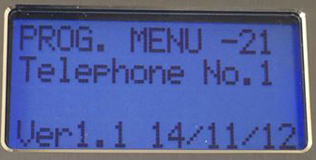 PROG. MENU -21
Telephone No.1
Ver1.1 14/11/12